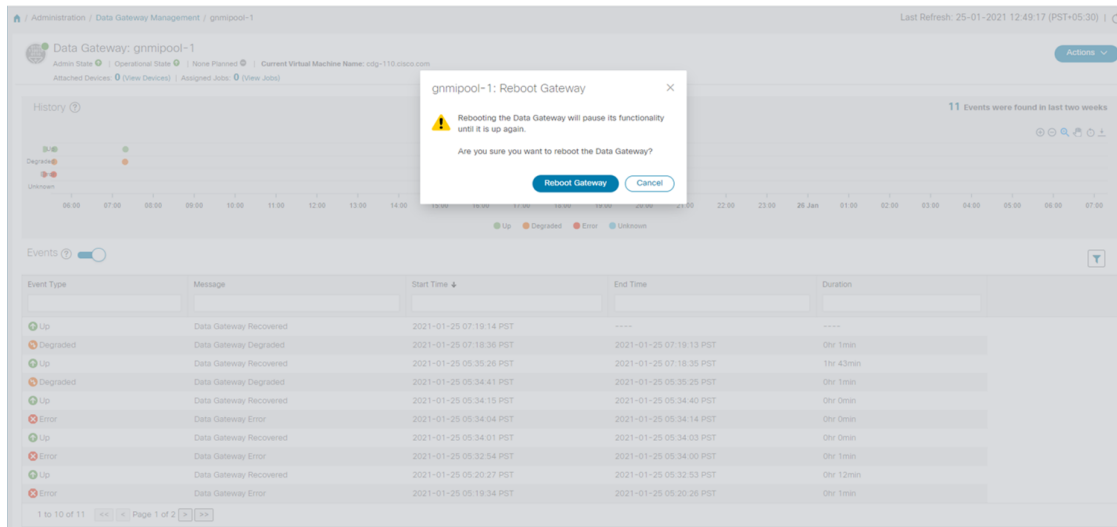 / Administration / Data Gateway Management / gnmipool-1
Last Refresh: 25-01-2021 12:49:17 (PST+05:30) |
Data Gateway: gnmipool-1
Actions
Admin State | Operational State | None Planned | Current Virtual Machine Name: cdg-110.cisco.com
Attached Devices: 0 (View Devices) | Assigned Jobs: 0 (View Jobs)
gnmipool-1: Reboot Gateway
Rebooting the Data Gateway will pause its functionality
until it is up again.
Are you sure you want to reboot the Data Gateway?
Reboot Gateway Cancel
History
11 Events were found in last two weeks
Degraded
Unknown
06:00 07:00 08:00 09:00 10:00 11:00 12:00 13:00 14:00 15:00 16:00 17:00 18:00 19:00 20:00 21:00 22:00 23:00 26 Jan 01:00 02:00 03:00 04:00 05:00 06:00 07:00
Up Degraded Error Unknown
Events
Event Type Message Start Time End Time Duration
Up Data Gateway Recovered 2021-01-25 07:19:14 PST ---- ----
Degraded Data Gateway Degraded 2021-01-25 07:18:36 PST 2021-01-25 07:19:13 PST 0hr 1min
Up Data Gateway Recovered 2021-01-25 05:35:26 PST 2021-01-25 07:18:35 PST 1hr 43min
Degraded Data Gateway Degraded 2021-01-25 05:34:41 PST 2021-01-25 05:35:25 PST 0hr 1min
Up Data Gateway Recovered 2021-01-25 05:34:15 PST 2021-01-25 05:34:40 PST 0hr 0min
Error Data Gateway Error 2021-01-25 05:34:04 PST 2021-01-25 05:34:14 PST 0hr 0min
Up Data Gateway Recovered 2021-01-25 05:34:01 PST 2021-01-25 05:34:03 PST 0hr 0min
Error Data Gateway Error 2021-01-25 05:32:54 PST 2021-01-25 05:34:00 PST 0hr 1min
Up Data Gateway Recovered 2021-01-25 05:20:27 PST 2021-01-25 05:32:53 PST 0hr 12min
Error Data Gateway Error 2021-01-25 05:19:34 PST 2021-01-25 05:20:26 PST 0hr 1min
1 to 10 of 11 << < Page 1 of 2 > >>